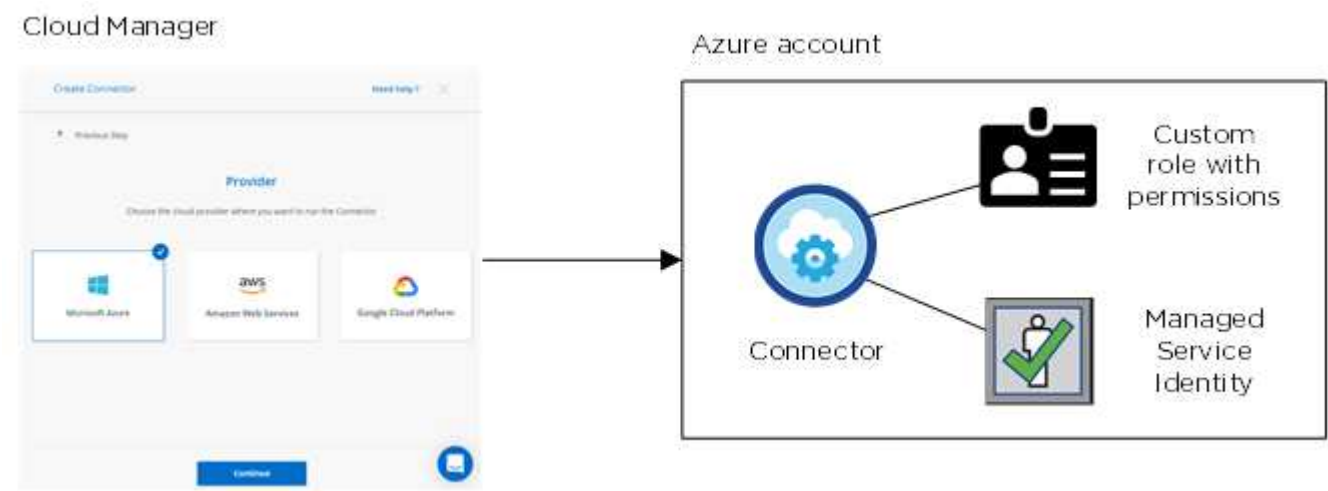 Cloud Manager
Create Connector
Need help?
Previous Step
Provider
Choose the cloud provider where you want to run the Connector
Microsoft Azure
aws
Amazon Web Services
Google Cloud Platform
Continue
Azure account
Connector
Custom
role with
permissions
Managed
Service
Identity